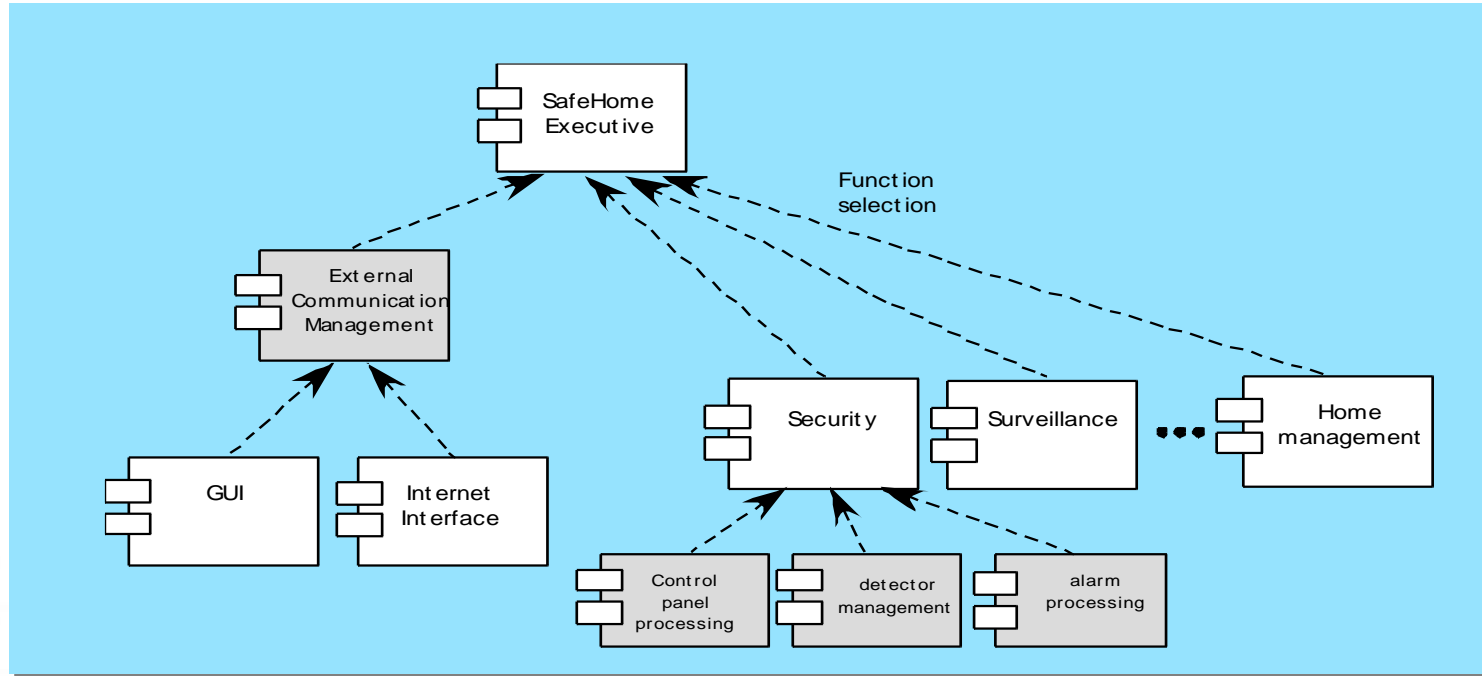 SafeHome
Executive
Function
selection
External
Communication
Management
GUI
Internet
Interface
Security
Surveillance
Home
management
Control
panel
processing
detector
management
alarm
processing